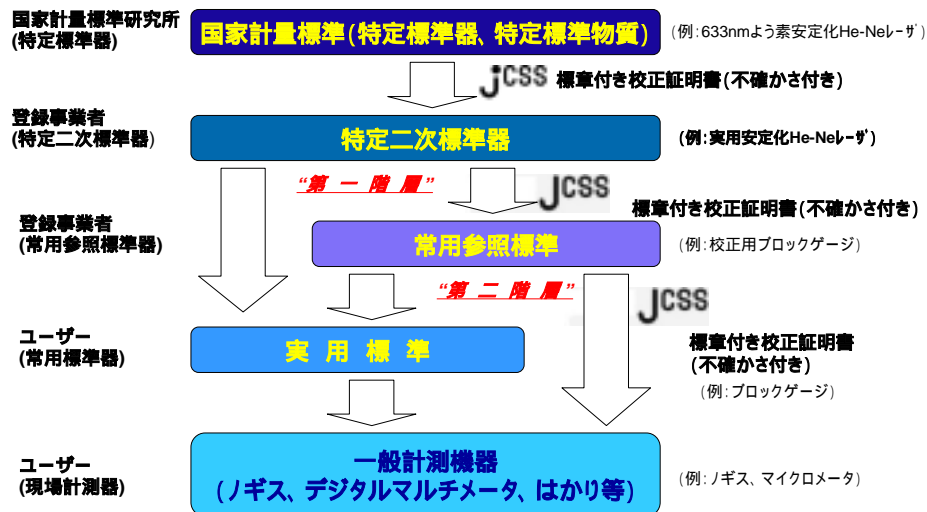 国家計量標準研究所
(特定標準器)
国家計量標準(特定標準器、特定標準物質)
(例:633nmよう素安定化He-Neレーザ)
jCSS 標章付き校正証明書(不確かさ付き)
登録事業者
(特定二次標準器)
特定二次標準器
(例:実用安定化He-Neレーザ)
“第一階層”
JCSS
標章付き校正証明書(不確かさ付き)
登録事業者
(常用参照標準器)
常用参照標準
(例:校正用ブロックゲージ)
“第二階層”
JCSS
ユーザー
(常用標準器)
実用標準
標章付き校正証明書
(不確かさ付き)
(例:ブロックゲージ)
ユーザー
(現場計測器)
一般計測機器
(ノギス、デジタルマルチメータ、はかり等)
(例:ノギス、マイクロメータ)